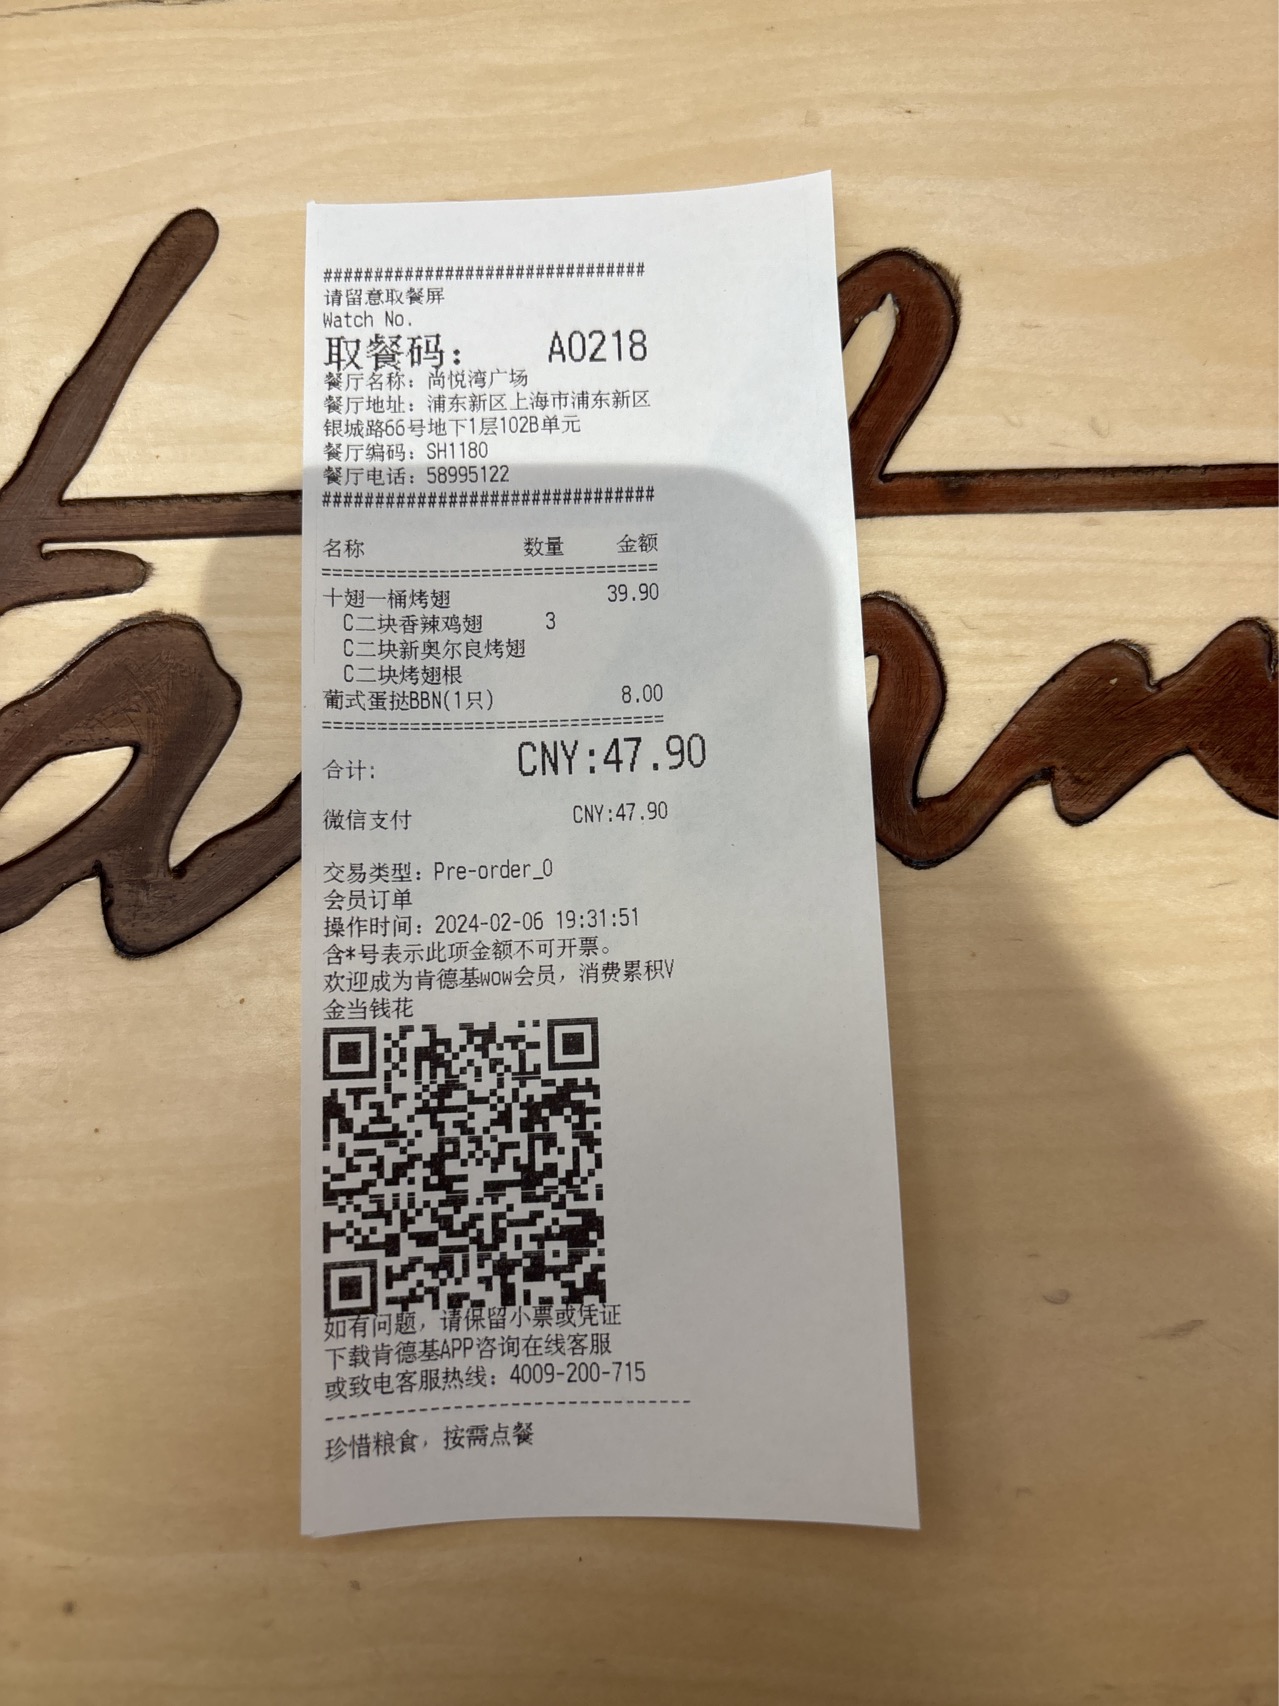 ################################
请留意取餐屏
Watch No.
取餐码： A0218
餐厅名称：尚悦湾广场
餐厅地址：浦东新区上海市浦东新区
银城路66号地下1层102B单元
餐厅编码：SH1180
餐厅电话：58995122
################################
名称 数量 金额
================================
十翅一桶烤翅 39.90
C二块香辣鸡翅 3
C二块新奥尔良烤翅
C二块烤翅根
葡式蛋挞BBN(1只) 8.00
================================
合计: CNY:47.90
微信支付 CNY:47.90
交易类型：Pre-order_0
会员订单
操作时间：2024-02-06 19:31:51
含*号表示此项金额不可开票。
欢迎成为肯德基wow会员，消费累积V
金当钱花
如有问题，请保留小票或凭证
下载肯德基APP咨询在线客服
或致电客服热线：4009-200-715
--------------------------------
珍惜粮食，按需点餐